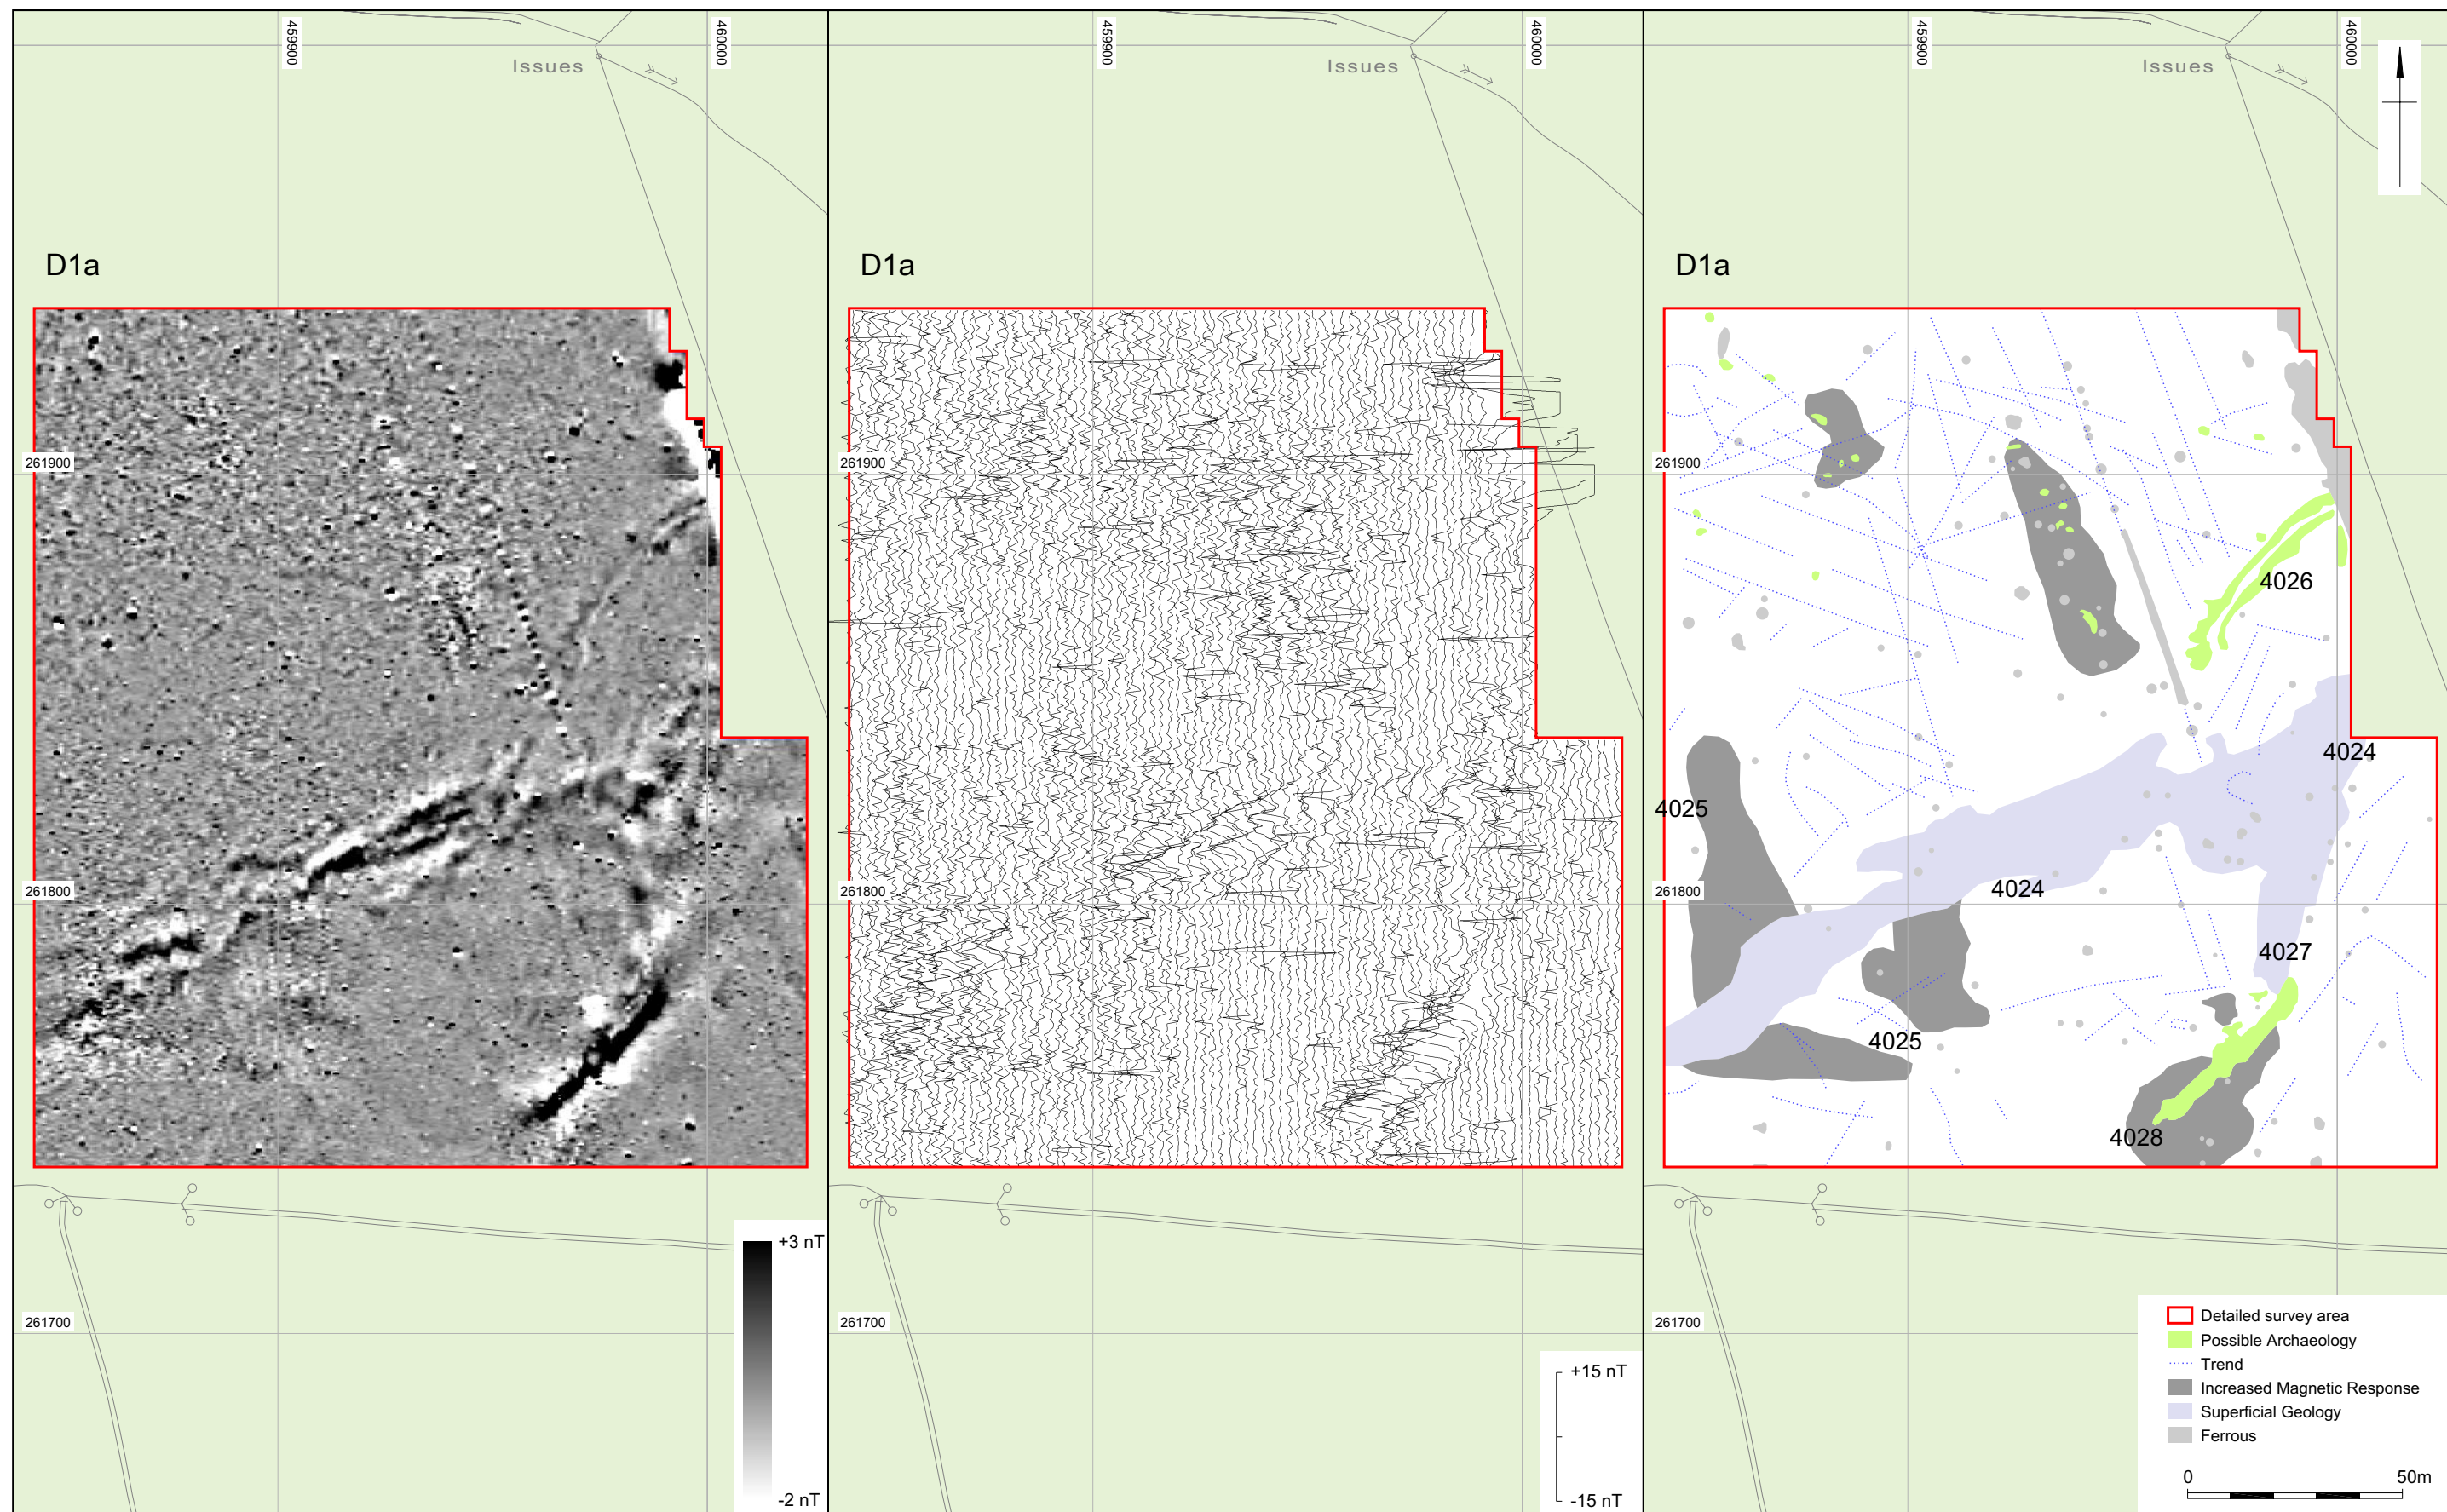 459900
460000
Issues
D1a
261900
261800
261700
+3 nT
-2 nT
459900
460000
Issues
D1a
261900
261800
261700
+15 nT
-15 nT
459900
460000
Issues
D1a
261900
4026
4024
4025
261800
4024
4027
4025
4028
261700
Detailed survey area
Possible Archaeology
Trend
Increased Magnetic Response
Superficial Geology
Ferrous
0 50m